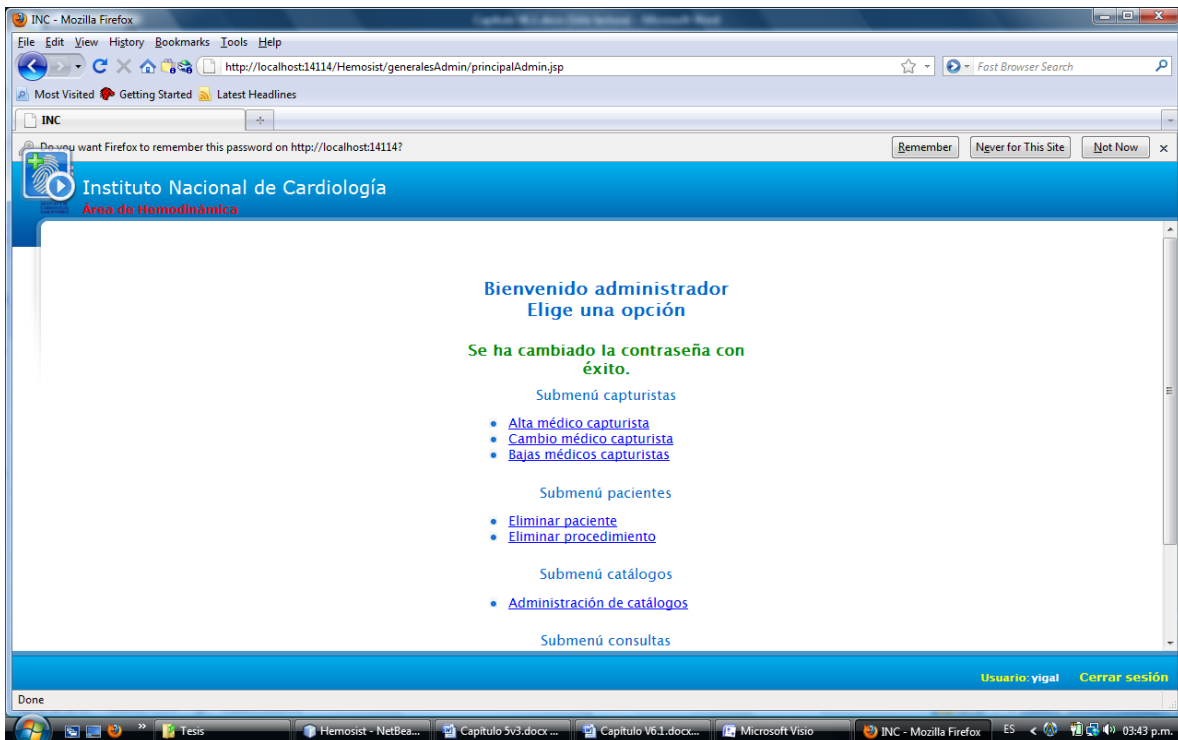 INC - Mozilla Firefox
File Edit View History Bookmarks Tools Help
http://localhost:14114/Hemosist/generalesAdmin/principalAdmin.jsp
Fast Browser Search
Most Visited Getting Started Latest Headlines
INC
Do you want Firefox to remember this password on http://localhost:14114?
Remember Never for This Site Not Now
Instituto Nacional de Cardiología
Área de Hemodinámica
Bienvenido administrador
Elige una opción
Se ha cambiado la contraseña con
éxito.
Submenú capturistas
Alta médico capturista
Cambio médico capturista
Bajas médicos capturistas
Submenú pacientes
Eliminar paciente
Eliminar procedimiento
Submenú catálogos
Administración de catálogos
Submenú consultas
Usuario: yigal Cerrar sesión
Done
Tesis Hemosist - NetBea... Capitulo 5v3.docx ... Capitulo V6.1.docx... Microsoft Visio INC - Mozilla Firefox ES 03:43 p.m.